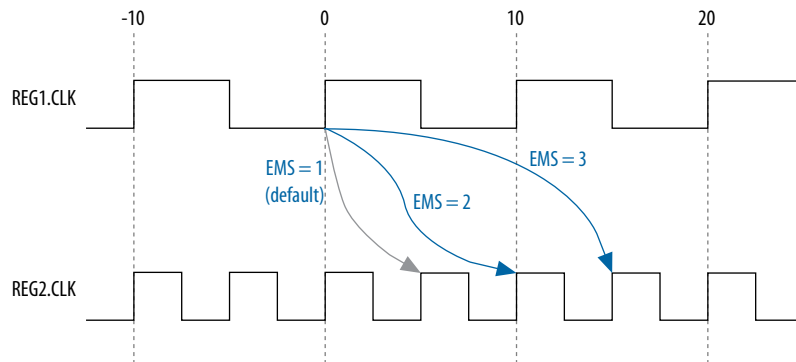 -10 0 10 20
REG1.CLK
EMS = 1
(default)
EMS = 2
EMS = 3
REG2.CLK